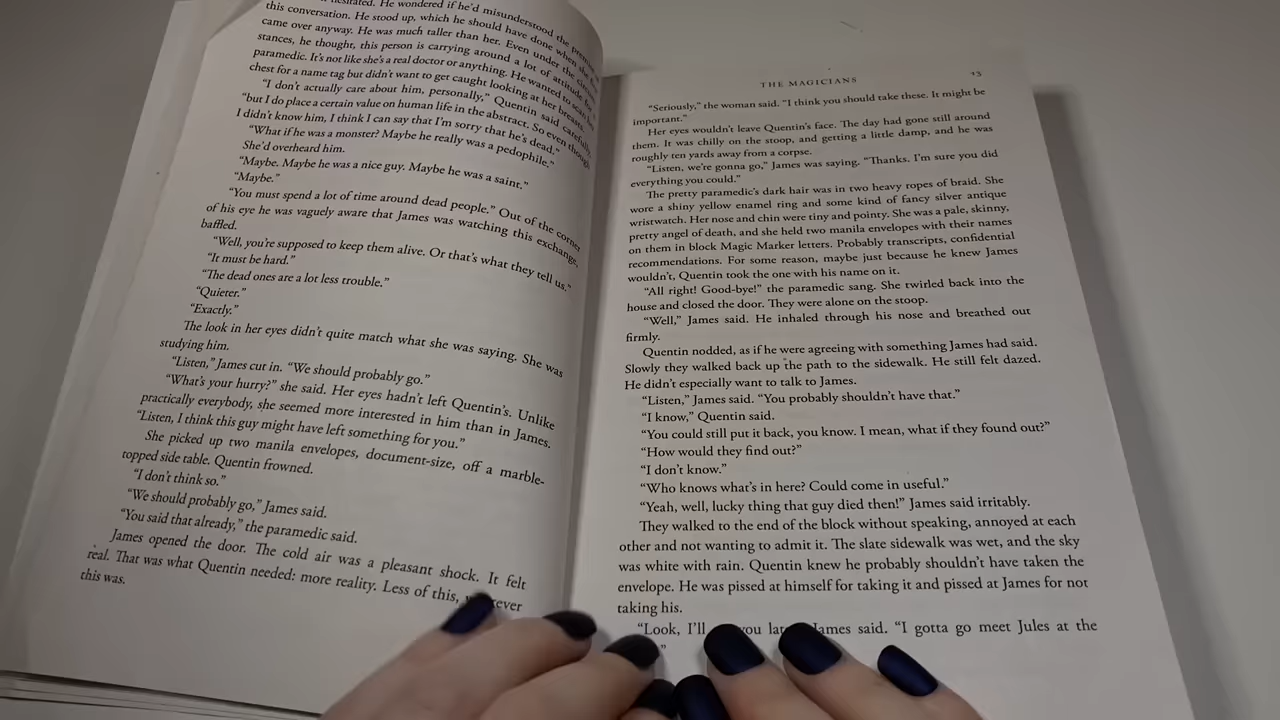 hesitated. He wondered if he'd misunderstood the
this conversation. He stood up, which he should have done when she
came over anyway. He was much taller than her. Even under the
stances, he thought, this person is carrying around a lot of attitude for
paramedic. It's not like she's a real doctor or anything. He wanted to scan her
chest for a name tag but didn't want to get caught looking at her breasts.
"I don't actually care about him, personally," Quentin said carefully,
"but I do place a certain value on human life in the abstract. So even though
I didn't know him, I think I can say that I'm sorry that he's dead."
"What if he was a monster? Maybe he really was a pedophile."
She'd overheard him.
"Maybe. Maybe he was a nice guy. Maybe he was a saint."
"Maybe."
"You must spend a lot of time around dead people." Out of the corner
of his eye he was vaguely aware that James was watching this exchange,
baffled.
"Well, you're supposed to keep them alive. Or that's what they tell us."
"It must be hard."
"The dead ones are a lot less trouble."
"Quieter."
"Exactly."
The look in her eyes didn't quite match what she was saying. She was
studying him.
"Listen," James cut in. "We should probably go."
"What's your hurry?" she said. Her eyes hadn't left Quentin's. Unlike
practically everybody, she seemed more interested in him than in James.
"Listen, I think this guy might have left something for you."
She picked up two manila envelopes, document-size, off a marble-
topped side table. Quentin frowned.
"I don't think so."
"We should probably go," James said.
"You said that already," the paramedic said.
James opened the door. The cold air was a pleasant shock. It felt
real. That was what Quentin needed: more reality. Less of this,
this was.
THE MAGICIANS 13
"Seriously," the woman said. "I think you should take these. It might be
important."
Her eyes wouldn't leave Quentin's face. The day had gone still around
them. It was chilly on the stoop, and getting a little damp, and he was
roughly ten yards away from a corpse.
"Listen, we're gonna go," James was saying. "Thanks. I'm sure you did
everything you could."
The pretty paramedic's dark hair was in two heavy ropes of braid. She
wore a shiny yellow enamel ring and some kind of fancy silver antique
wristwatch. Her nose and chin were tiny and pointy. She was a pale, skinny,
pretty angel of death, and she held two manila envelopes with their names
on them in block Magic Marker letters. Probably transcripts, confidential
recommendations. For some reason, maybe just because he knew James
wouldn't, Quentin took the one with his name on it.
"All right! Good-bye!" the paramedic sang. She twirled back into the
house and closed the door. They were alone on the stoop.
"Well," James said. He inhaled through his nose and breathed out
firmly.
Quentin nodded, as if he were agreeing with something James had said.
Slowly they walked back up the path to the sidewalk. He still felt dazed.
He didn't especially want to talk to James.
"Listen," James said. "You probably shouldn't have that."
"I know," Quentin said.
"You could still put it back, you know. I mean, what if they found out?"
"How would they find out?"
"I don't know."
"Who knows what's in here? Could come in useful."
"Yeah, well, lucky thing that guy died then!" James said irritably.
They walked to the end of the block without speaking, annoyed at each
other and not wanting to admit it. The slate sidewalk was wet, and the sky
was white with rain. Quentin knew he probably shouldn't have taken the
envelope. He was pissed at himself for taking it and pissed at James for not
taking his.
"Look, I'll you James said. "I gotta go meet Jules at the